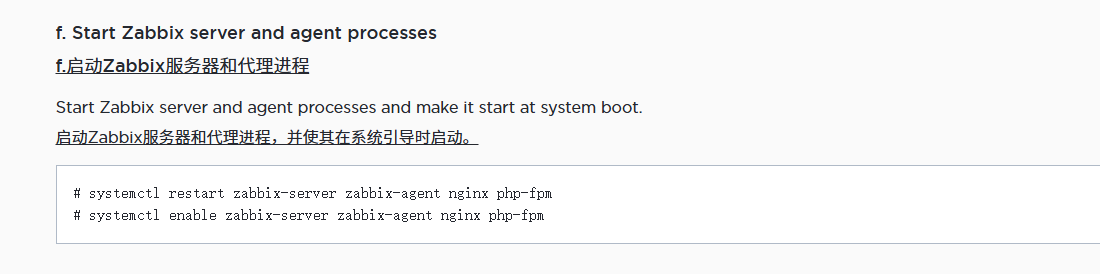 f. Start Zabbix server and agent processes
f.启动Zabbix服务器和代理进程
Start Zabbix server and agent processes and make it start at system boot.
启动Zabbix服务器和代理进程，并使其在系统引导时启动。
# systemctl restart zabbix-server zabbix-agent nginx php-fpm
# systemctl enable zabbix-server zabbix-agent nginx php-fpm